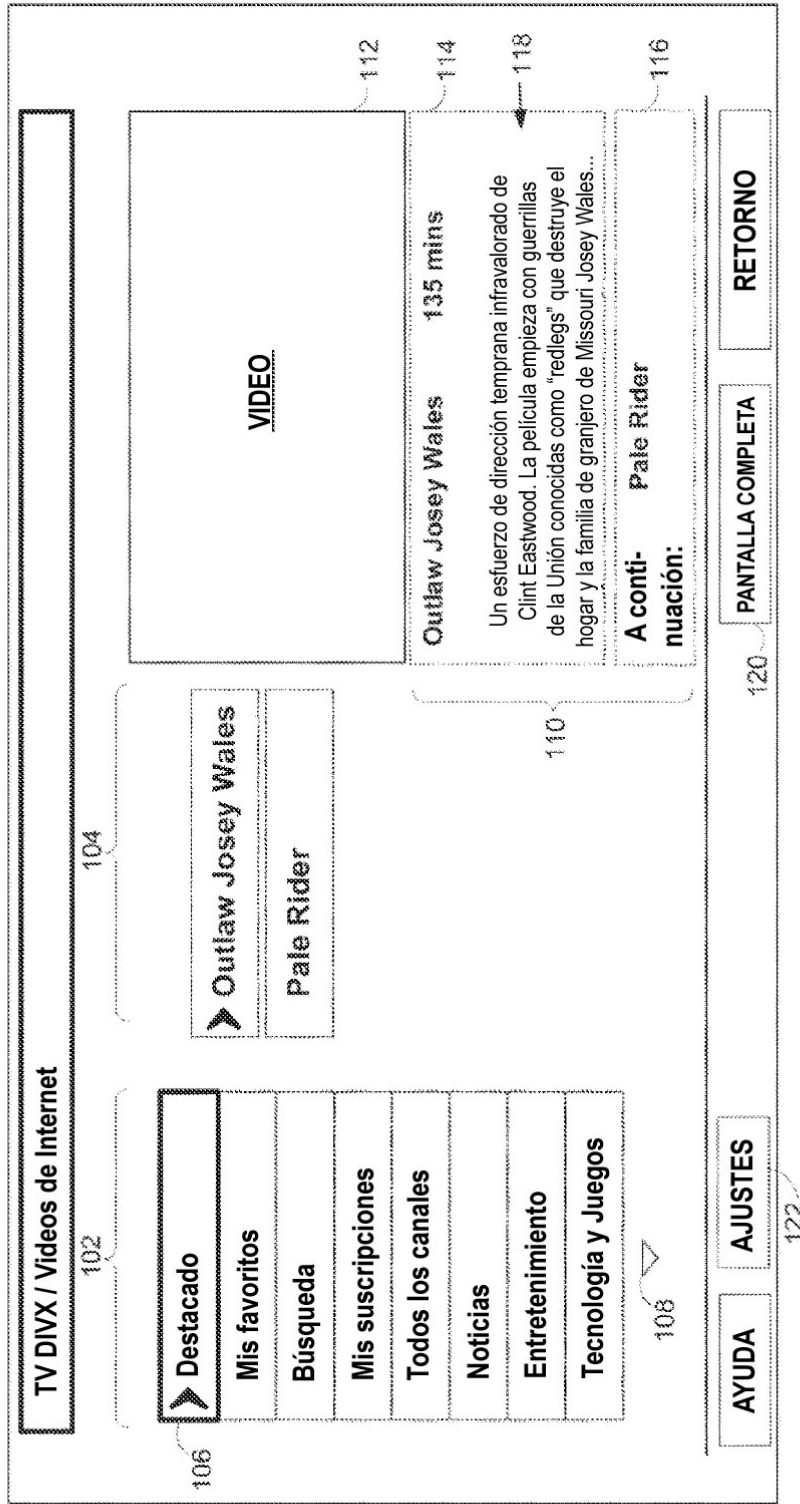 TV DIVX / Videos de Internet
102
104
106
Destacado
Mis favoritos
Búsqueda
Mis suscripciones
Todos los canales
Noticias
Entretenimiento
Tecnología y Juegos
108
Outlaw Josey Wales
Pale Rider
VIDEO
112
110
Outlaw Josey Wales 135 mins
114
Un esfuerzo de dirección temprana infravalorado de
Clint Eastwood. La película empieza con guerrillas
de la Unión conocidas como “redlegs” que destruye el
hogar y la familia de granjero de Missouri Josey Wales...
118
A conti-
nuación:
Pale Rider
116
AYUDA
AJUSTES
122
120
PANTALLA COMPLETA
RETORNO